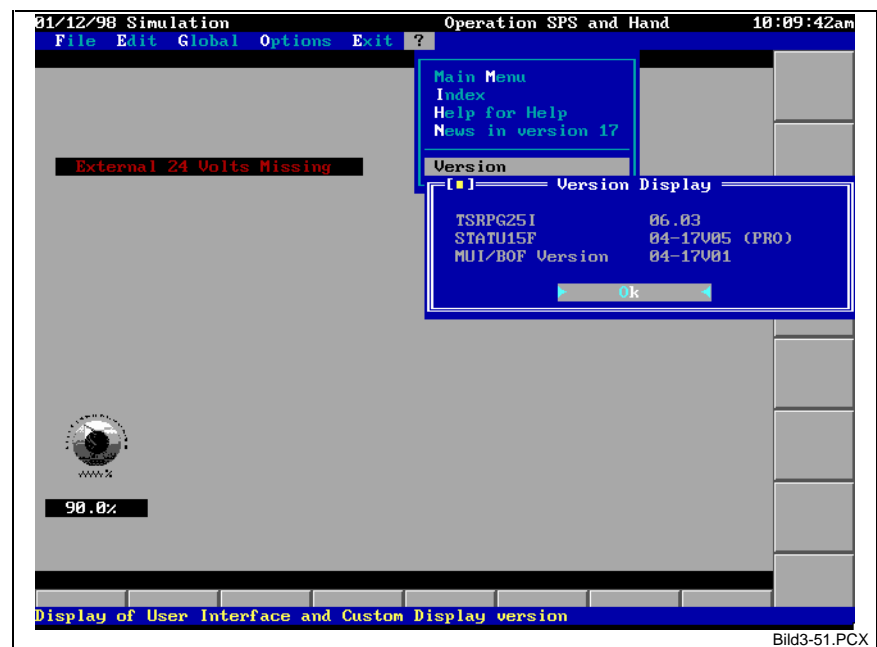 01/12/98 Simulation Operation SPS and Hand 10:09:42am
File Edit Global Options Exit ?
Main Menu
Index
Help for Help
News in version 17
External 24 Volts Missing
Version
[■] Version Display
TSRPG25I 06.03
STATU15F 04-17V05 (PRO)
MUI/BOF Version 04-17V01
Ok
%
90.0%
Display of User Interface and Custom Display version
Bild3-51.PCX